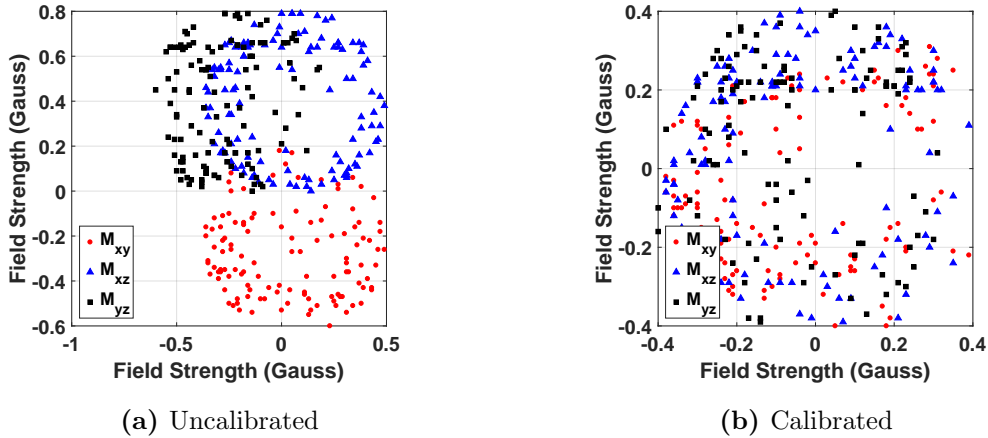 0.8
0.6
0.4
0.2
0
-0.2
-0.4
-0.6
-1
-0.5
0
0.5
Field Strength (Gauss)
Field Strength (Gauss)
M_xy
M_xz
M_yz
(a) Uncalibrated
0.4
0.2
0
-0.2
-0.4
-0.4
-0.2
0
0.2
0.4
Field Strength (Gauss)
Field Strength (Gauss)
M_xy
M_xz
M_yz
(b) Calibrated